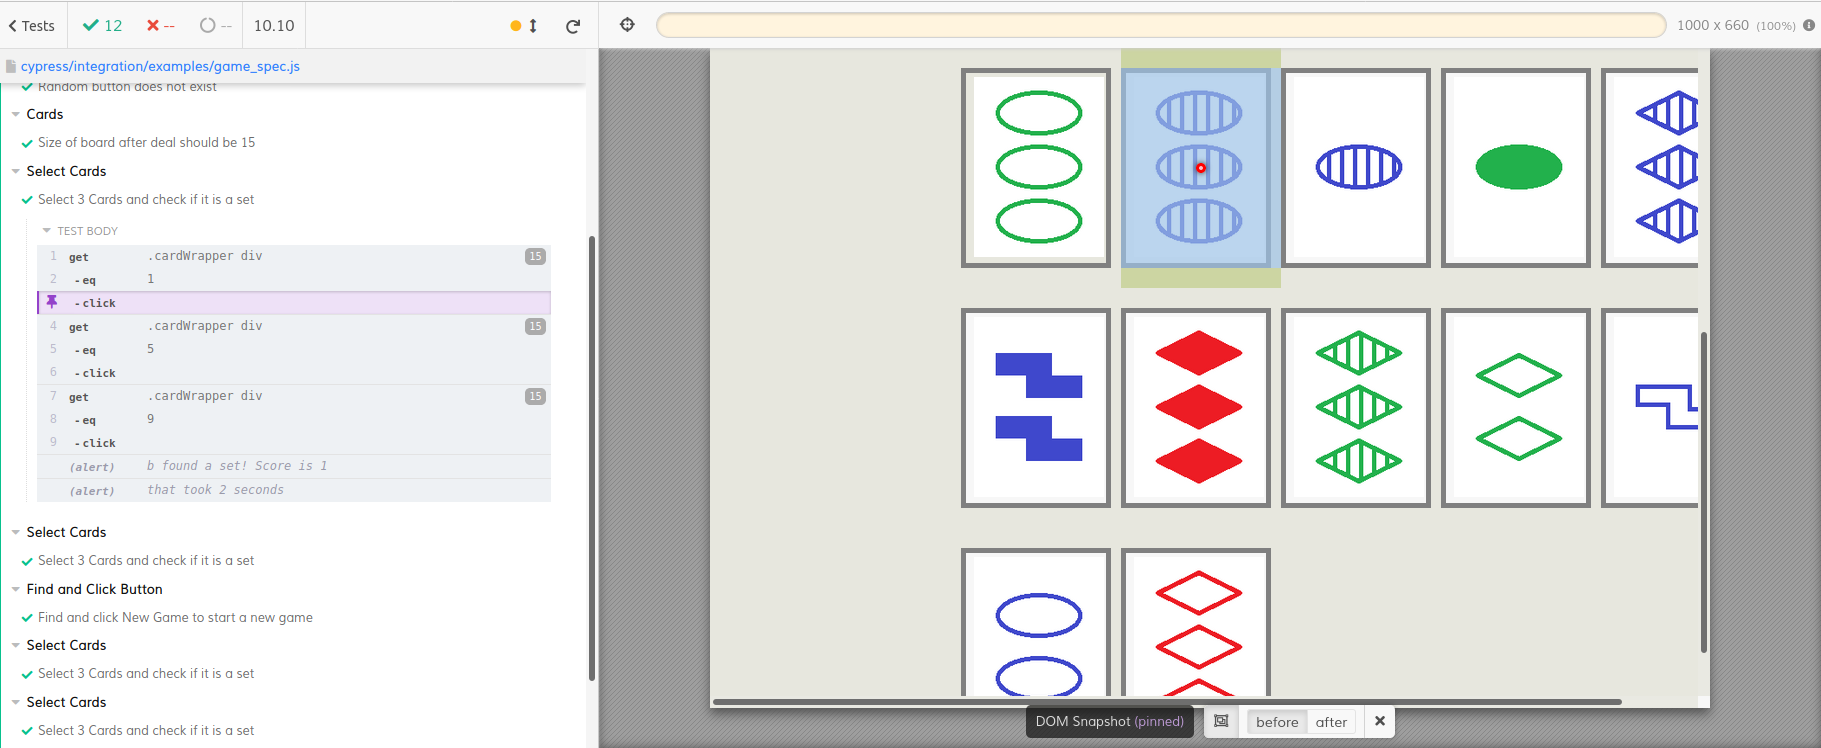 Tests 12 -- -- 10.10
1000 x 660 (100%)
cypress/integration/examples/game_spec.js
Random button does not exist
Cards
Size of board after deal should be 15
Select Cards
Select 3 Cards and check if it is a set
TEST BODY
1 get .cardWrapper div 15
2 -eq 1
-click
4 get .cardWrapper div 15
5 -eq 5
6 -click
7 get .cardWrapper div 15
8 -eq 9
9 -click
(alert) b found a set! Score is 1
(alert) that took 2 seconds
Select Cards
Select 3 Cards and check if it is a set
Find and Click Button
Find and click New Game to start a new game
Select Cards
Select 3 Cards and check if it is a set
Select Cards
Select 3 Cards and check if it is a set
DOM Snapshot (pinned) before after